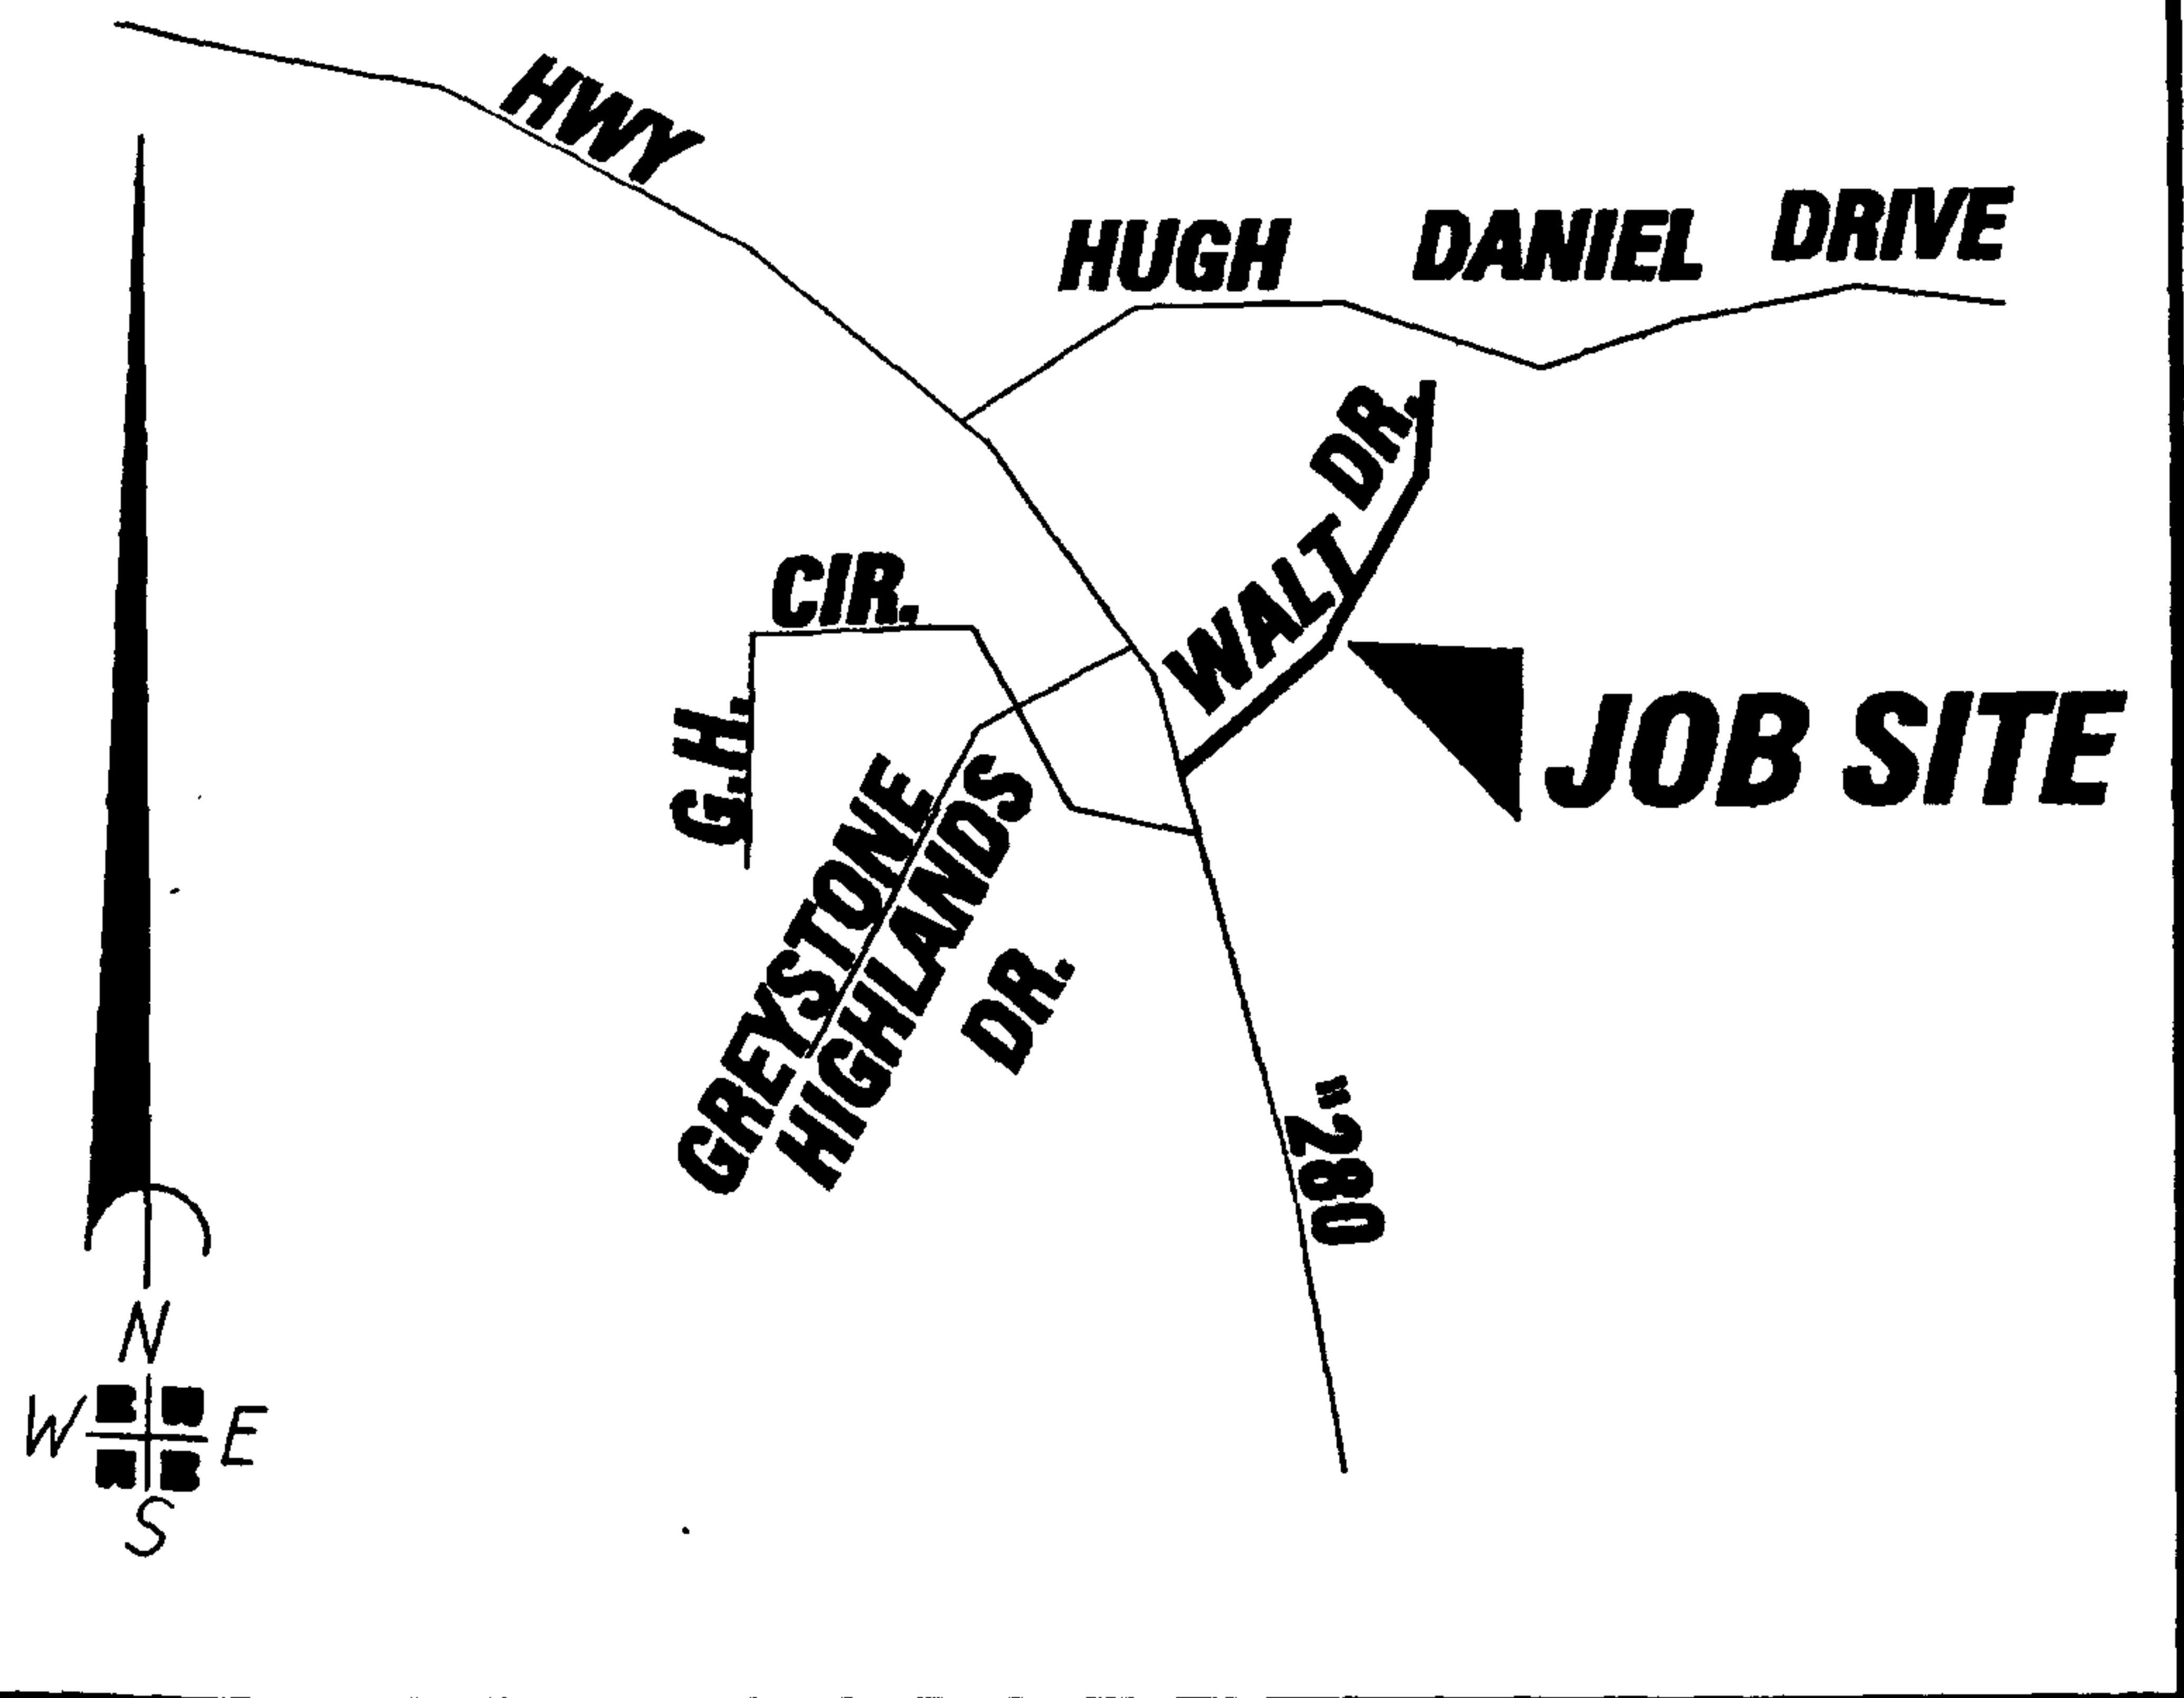 HWY
HUGH DANIEL DRIVE
WALT DR.
CIR.
G.H.
JOB SITE
GREYSTONE
HIGHLANDS
DR.
"280
N
W E
S